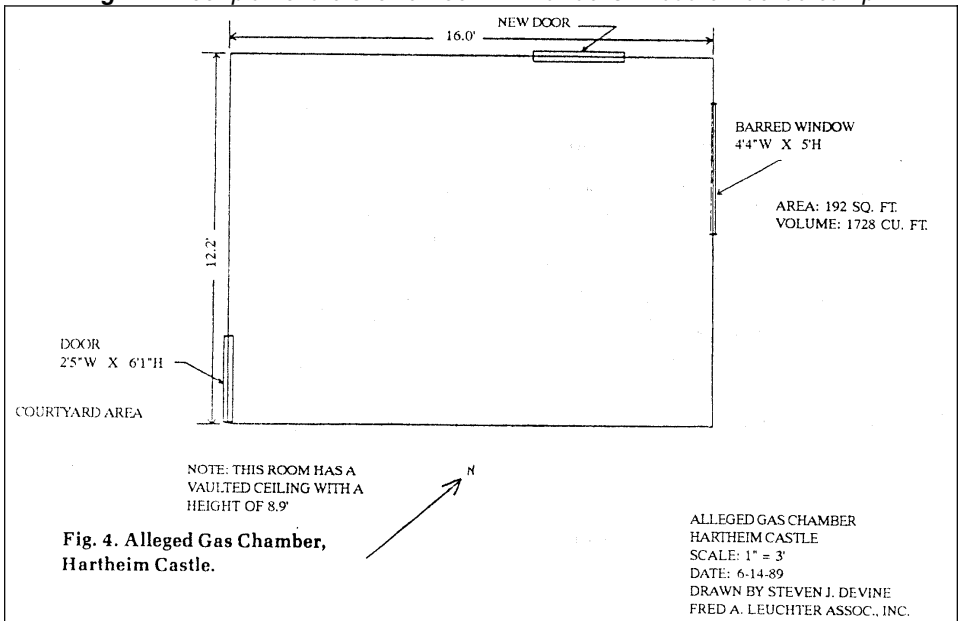 NEW DOOR
16.0'
BARRED WINDOW
4'4"W X 5'H
AREA: 192 SQ. FT.
VOLUME: 1728 CU. FT.
12.2'
DOOR
2'5"W X 6'1"H
COURTYARD AREA
NOTE: THIS ROOM HAS A
VAULTED CEILING WITH A
HEIGHT OF 8.9'
N
Fig. 4. Alleged Gas Chamber,
Hartheim Castle.
ALLEGED GAS CHAMBER
HARTHEIM CASTLE
SCALE: 1" = 3'
DATE: 6-14-89
DRAWN BY STEVEN J. DEVINE
FRED A. LEUCHTER ASSOC., INC.